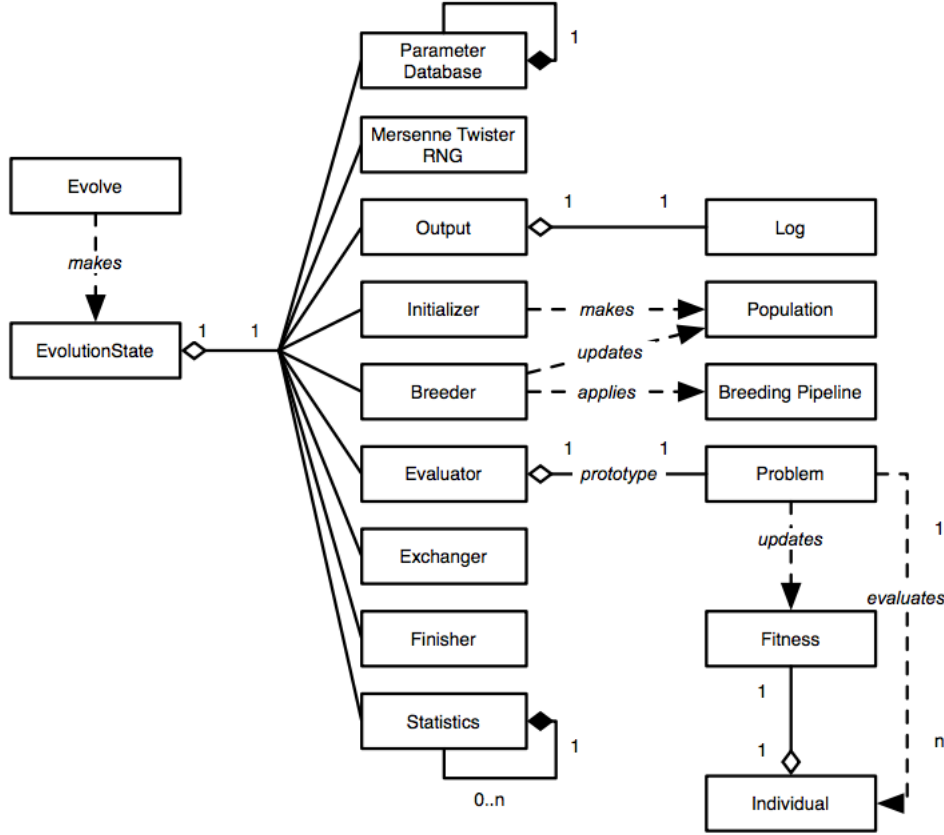 1
Parameter
Database
Mersenne Twister
RNG
Evolve
1
1
Output
Log
makes
Initializer
makes
Population
1
1
updates
EvolutionState
Breeder
applies
Breeding Pipeline
1
1
Evaluator
prototype
Problem
1
updates
Exchanger
evaluates
Finisher
Fitness
1
Statistics
1
1
n
0..n
Individual